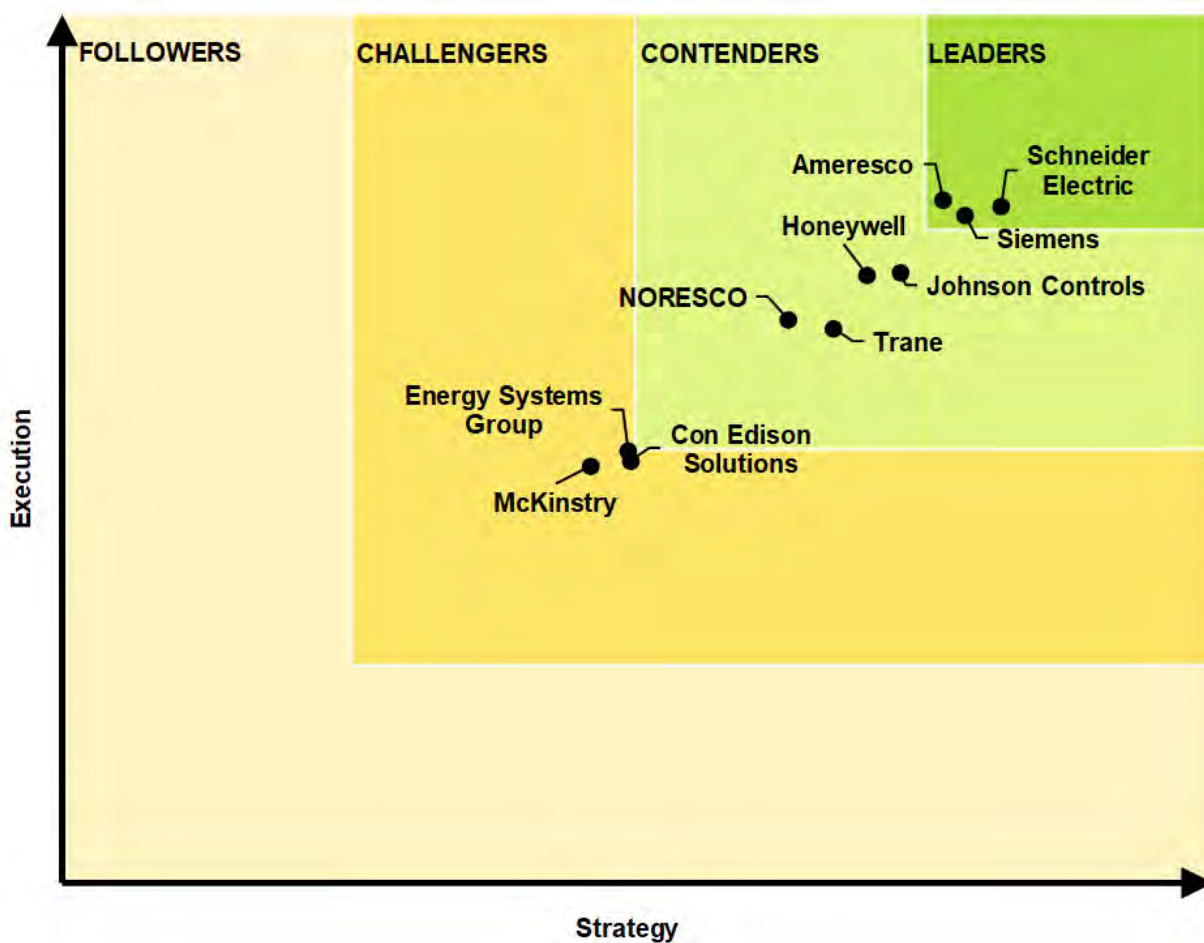 FOLLOWERS
CHALLENGERS
CONTENDERS
LEADERS
Ameresco
Schneider
Electric
Honeywell
Siemens
Johnson Controls
NORESCO
Trane
Energy Systems
Group
Con Edison
Solutions
McKinstry
Execution
Strategy